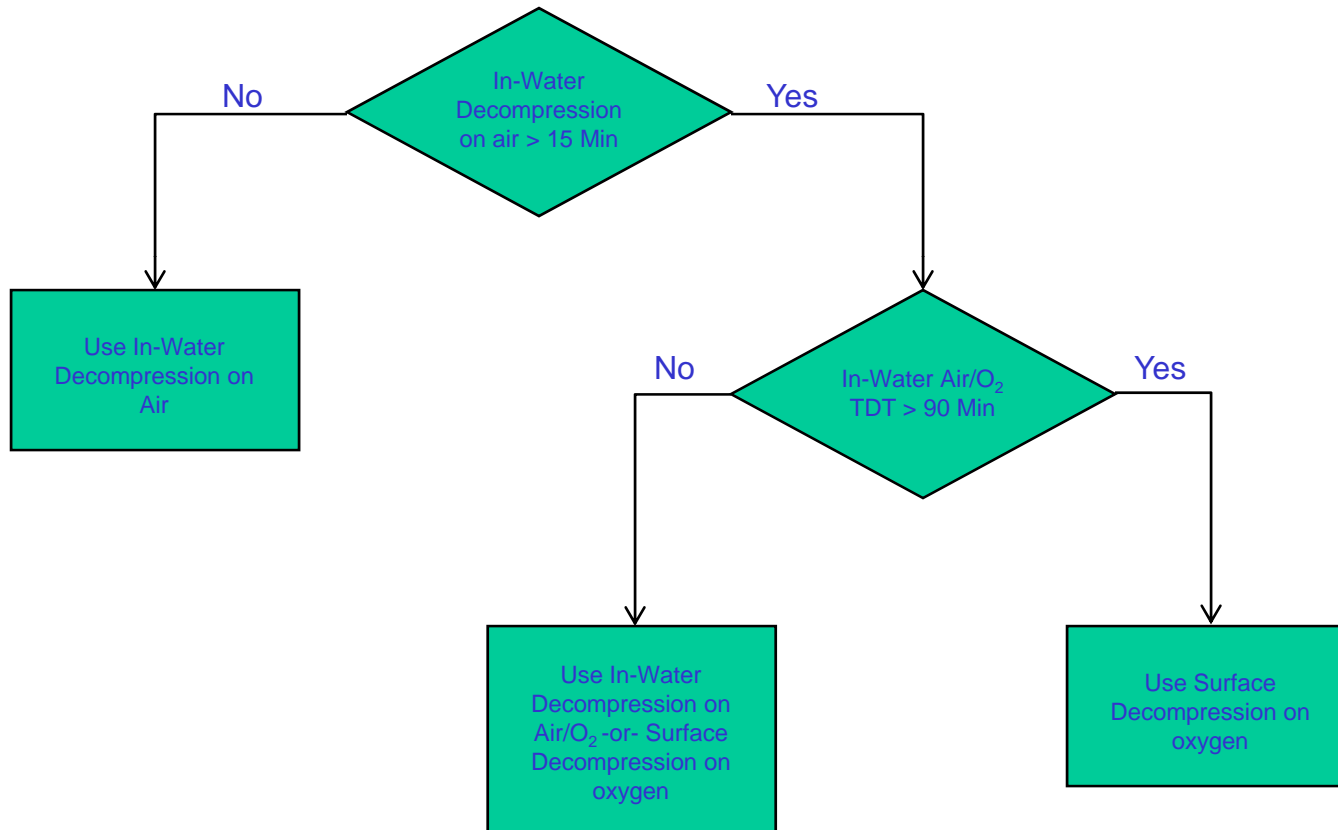 In-Water
Decompression
on air > 15 Min
No
Yes
Use In-Water
Decompression on
Air
In-Water Air/O₂
TDT > 90 Min
No
Yes
Use In-Water
Decompression on
Air/O₂ -or- Surface
Decompression on
oxygen
Use Surface
Decompression on
oxygen